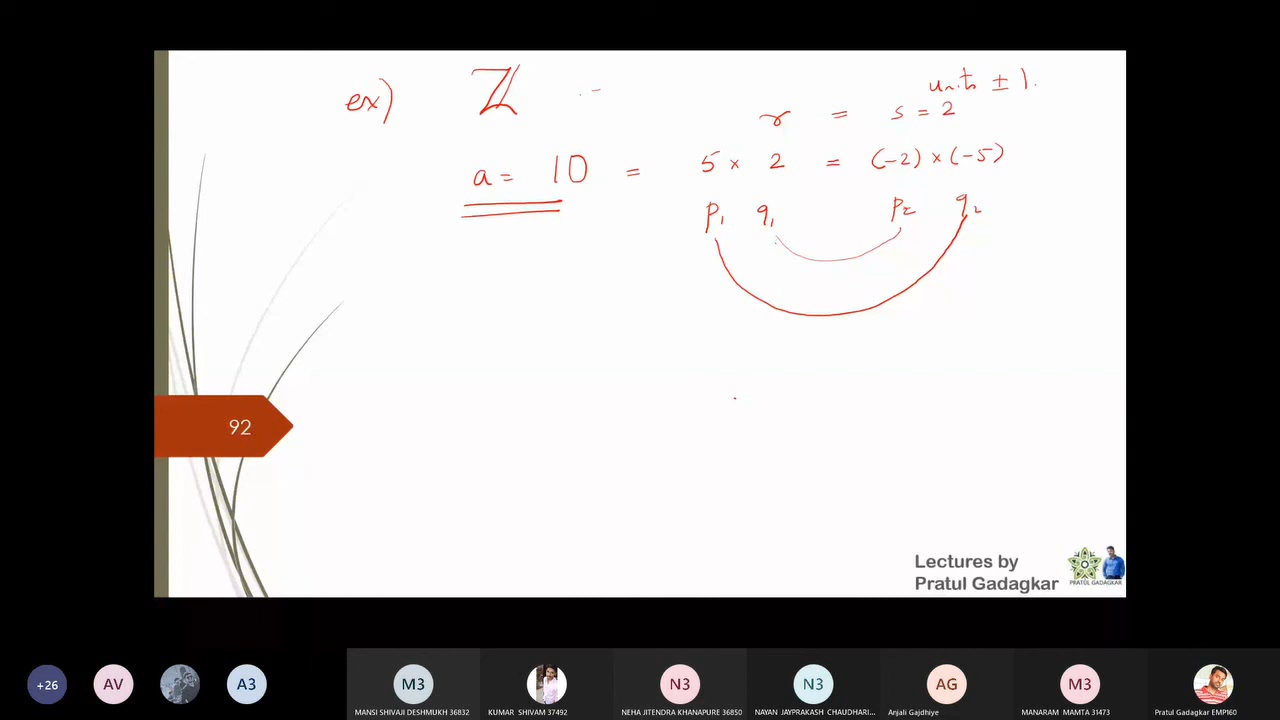 ex) ℤ
units ± 1.
r = s = 2
a = 10 = 5 × 2 = (-2) × (-5)
p₁ q₁ p₂ q₂
92
Lectures by
Pratul Gadagkar
PRATUL GADAGKAR
+26 AV A3 M3 N3 N3 AG M3
MANSI SHIVAJI DESHMUKH 36832
KUMAR SHIVAM 37492
NEHA JITENDRA KHANAPURE 36850
NAYAN JAYPRAKASH CHAUDHARI...
Anjali Gajdhiye
MANARAM MAMTA 31473
Pratul Gadagkar EMP160